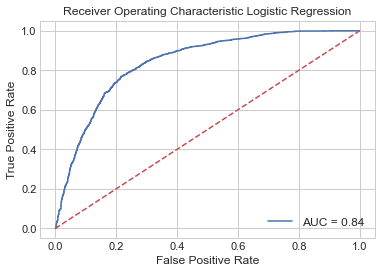 Receiver Operating Characteristic Logistic Regression
1.0
0.8
0.6
0.4
0.2
0.0
True Positive Rate
AUC = 0.84
0.0 0.2 0.4 0.6 0.8 1.0
False Positive Rate